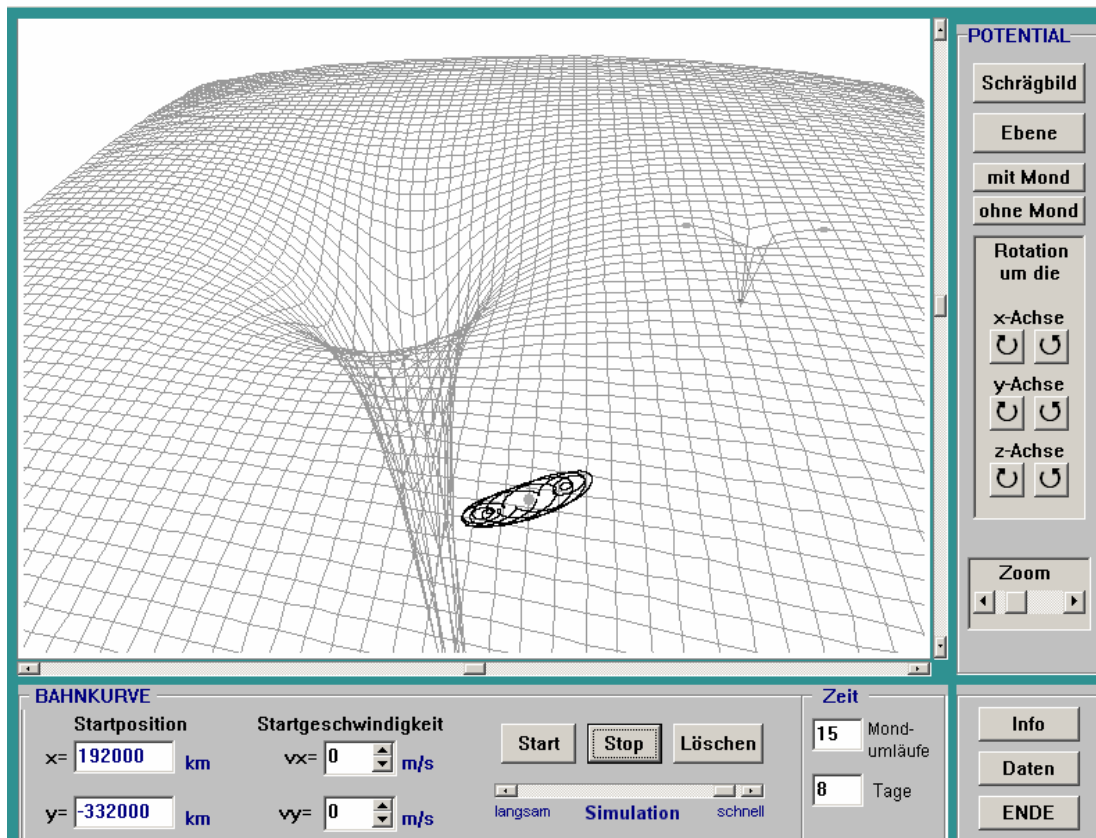 POTENTIAL
Schrägbild
Ebene
mit Mond
ohne Mond
Rotation
um die
x-Achse
y-Achse
z-Achse
Zoom
BAHNKURVE
Startposition
x= 192000 km
y= -332000 km
Startgeschwindigkeit
vx= 0 m/s
vy= 0 m/s
Start Stop Löschen
langsam Simulation schnell
Zeit
15 Mond-
umläufe
8 Tage
Info
Daten
ENDE